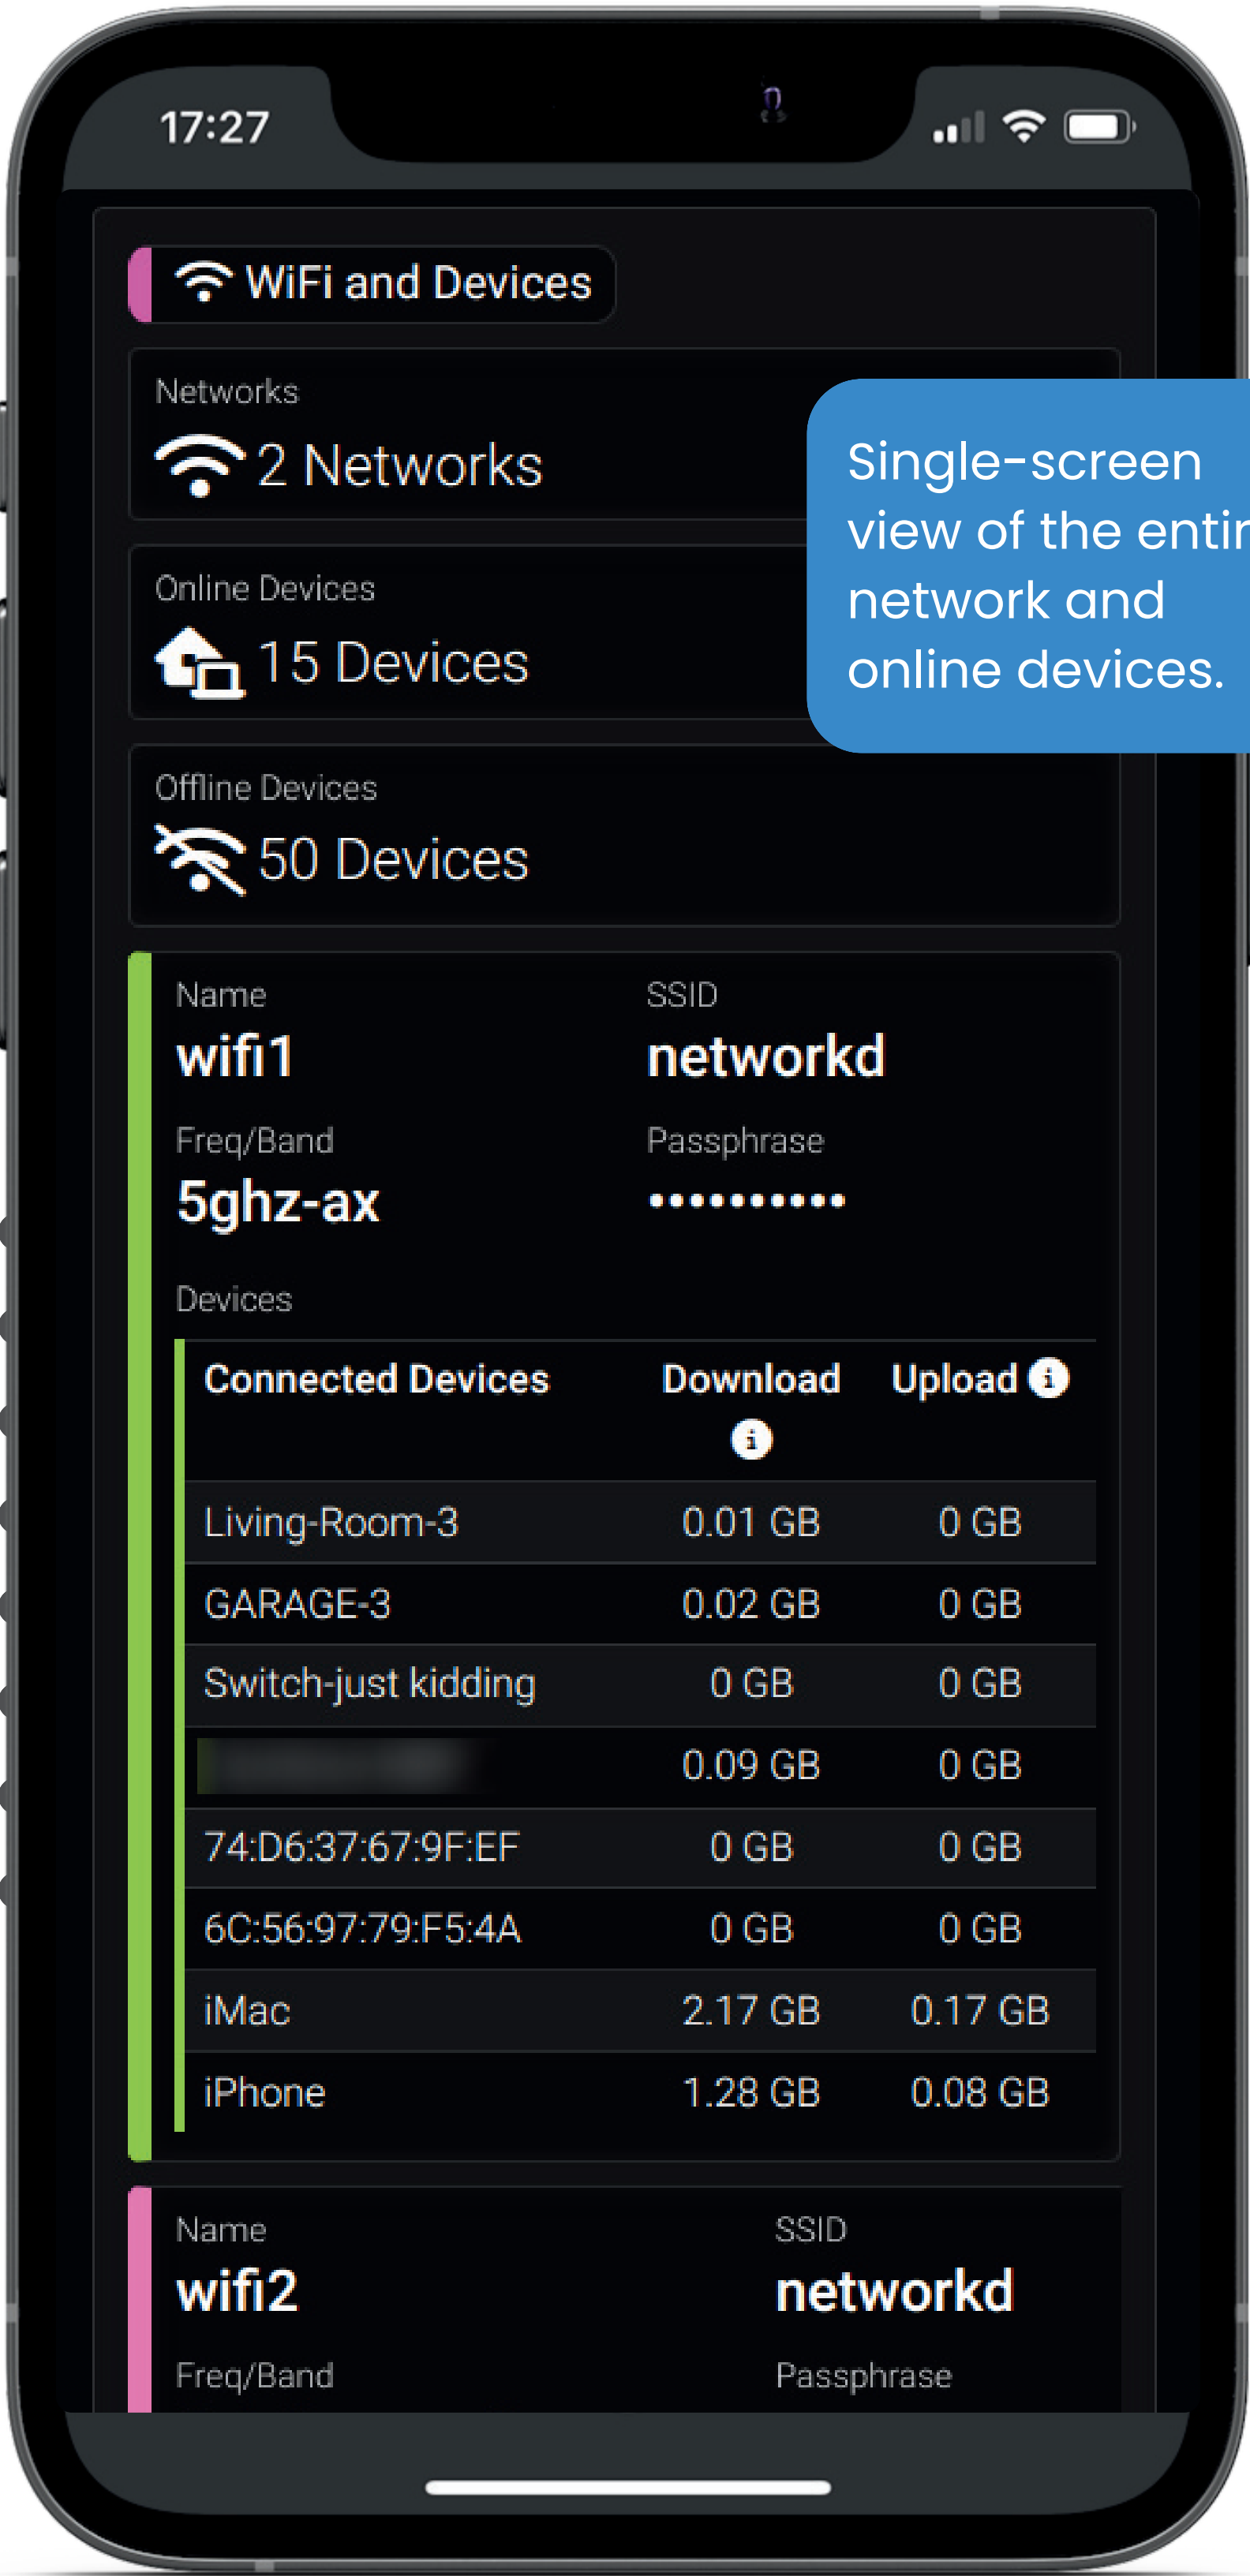 17:27
WiFi and Devices
Networks
2 Networks
Single-screen
view of the entir
network and
online devices.
Online Devices
15 Devices
Offline Devices
50 Devices
Name SSID
wifi1 networkd
Freq/Band Passphrase
5ghz-ax ••••••••••
Devices
Connected Devices Download Upload
Living-Room-3 0.01 GB 0 GB
GARAGE-3 0.02 GB 0 GB
Switch-just kidding 0 GB 0 GB
0.09 GB 0 GB
74:D6:37:67:9F:EF 0 GB 0 GB
6C:56:97:79:F5:4A 0 GB 0 GB
iMac 2.17 GB 0.17 GB
iPhone 1.28 GB 0.08 GB
Name SSID
wifi2 networkd
Freq/Band Passphrase